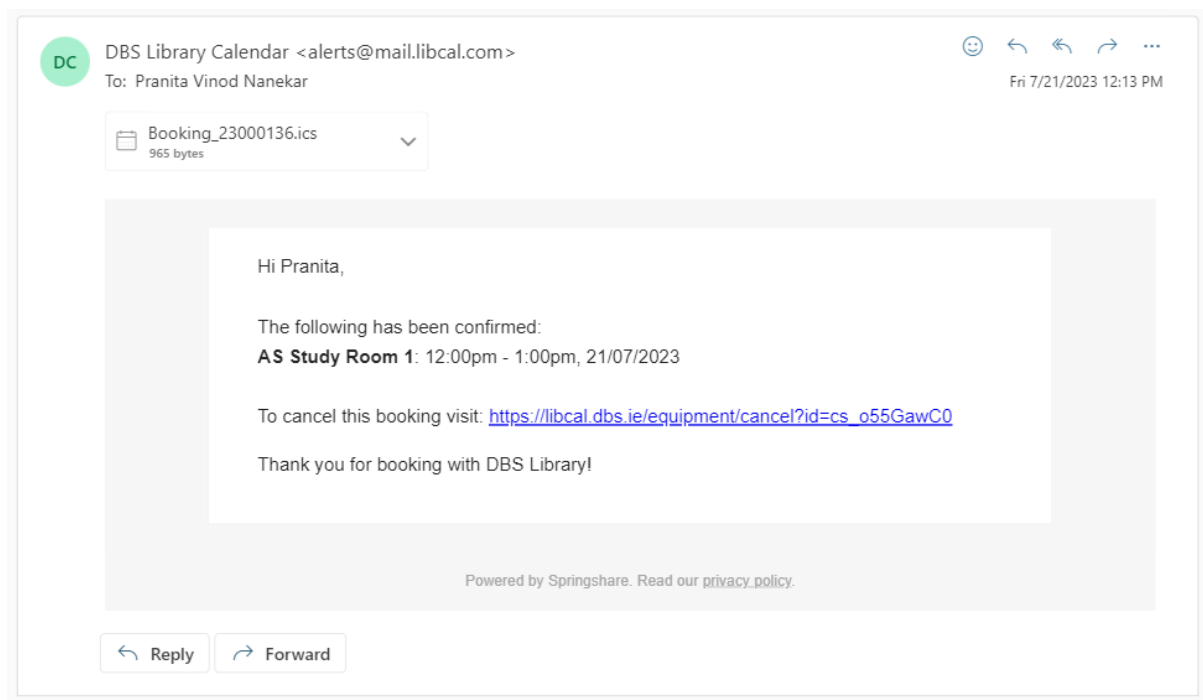 DC
DBS Library Calendar <alerts@mail.libcal.com>
To: Pranita Vinod Nanekar
Fri 7/21/2023 12:13 PM
Booking_23000136.ics
965 bytes
Hi Pranita,
The following has been confirmed:
AS Study Room 1: 12:00pm - 1:00pm, 21/07/2023
To cancel this booking visit: https://libcal.dbs.ie/equipment/cancel?id=cs_o55GawC0
Thank you for booking with DBS Library!
Powered by Springshare. Read our privacy policy.
Reply
Forward